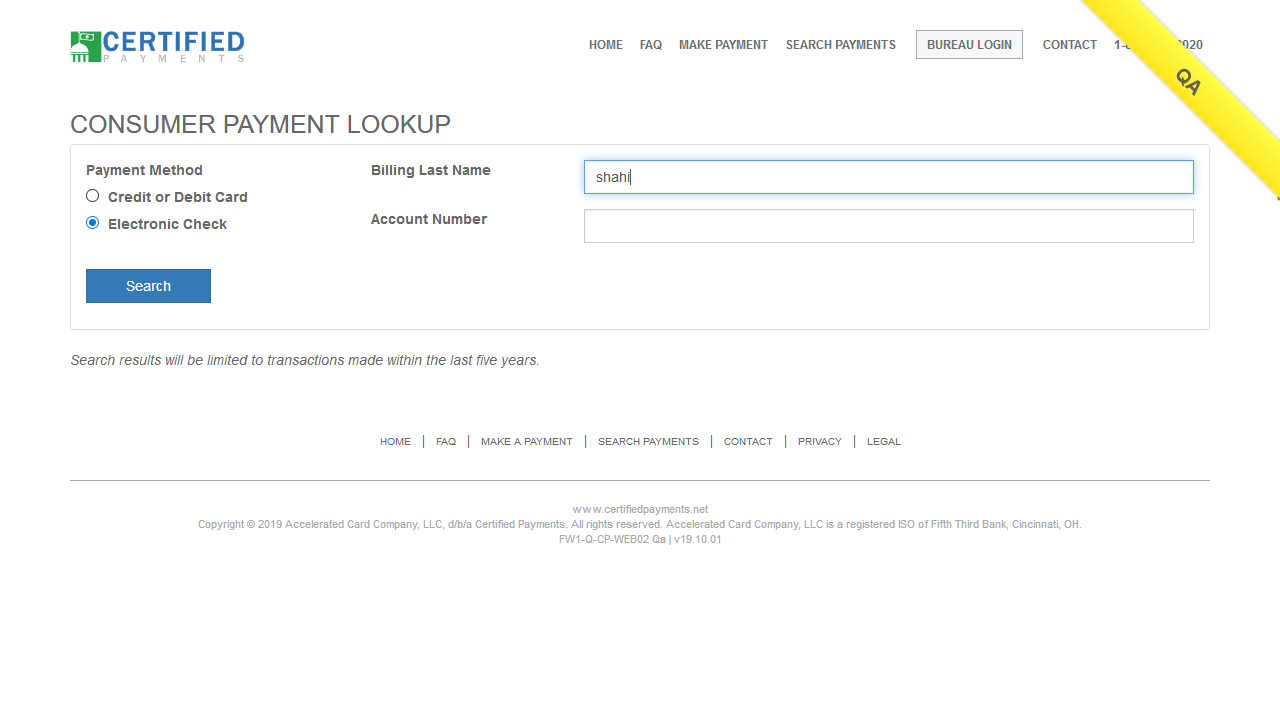 CERTIFIED
PAYMENTS
HOME FAQ MAKE PAYMENT SEARCH PAYMENTS BUREAU LOGIN CONTACT
QA
CONSUMER PAYMENT LOOKUP
Payment Method
Credit or Debit Card
Electronic Check
Billing Last Name
shahi
Account Number
Search
Search results will be limited to transactions made within the last five years.
HOME | FAQ | MAKE A PAYMENT | SEARCH PAYMENTS | CONTACT | PRIVACY | LEGAL
www.certifiedpayments.net
Copyright © 2019 Accelerated Card Company, LLC, d/b/a Certified Payments. All rights reserved. Accelerated Card Company, LLC is a registered ISO of Fifth Third Bank, Cincinnati, OH.
FW1-Q-CP-WEB02 Qa | v19.10.01